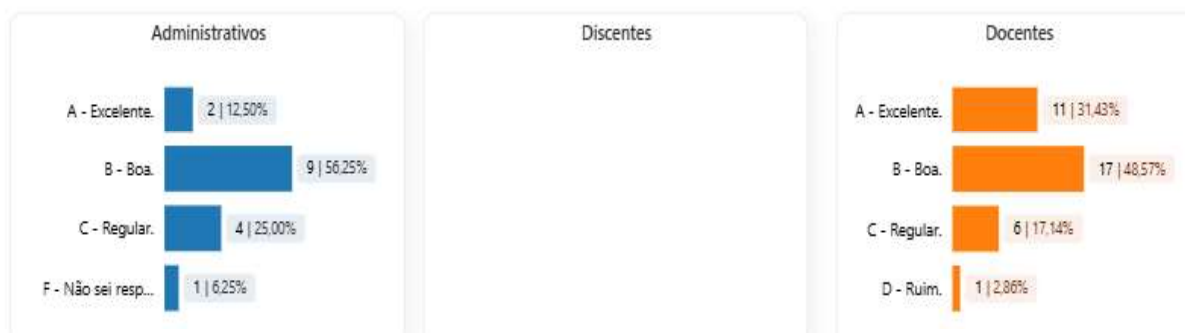 Administrativos
A - Excelente.
2 | 12,50%
B - Boa.
9 | 56,25%
C - Regular.
4 | 25,00%
F - Não sei resp...
1 | 6,25%
Discentes
Docentes
A - Excelente.
11 | 31,43%
B - Boa.
17 | 48,57%
C - Regular.
6 | 17,14%
D - Ruim.
1 | 2,86%